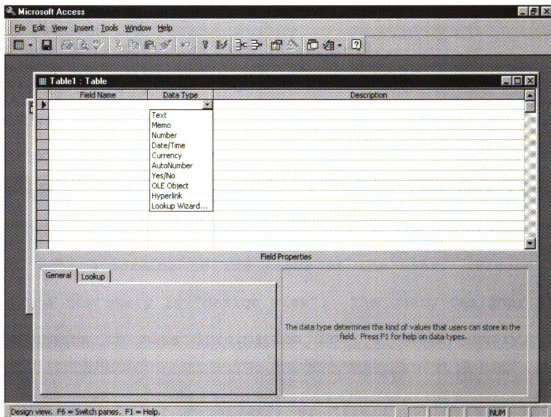 Microsoft Access
File Edit View Insert Tools Window Help
Table1 : Table
Field Name Data Type Description
Text
Memo
Number
Date/Time
Currency
AutoNumber
Yes/No
OLE Object
Hyperlink
Lookup Wizard...
Field Properties
General Lookup
The data type determines the kind of values that users can store in the
field. Press F1 for help on data types.
Design view. F6 = Switch panes. F1 = Help.
NUM